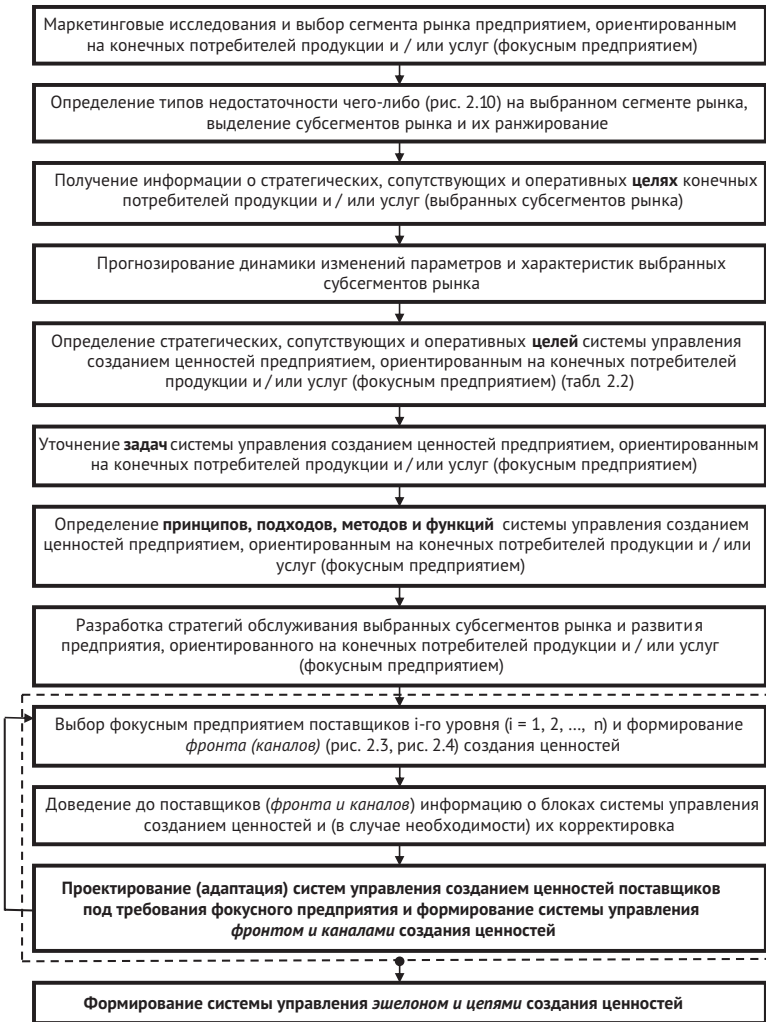 Маркетинговые исследования и выбор сегмента рынка предприятием, ориентированным
на конечных потребителей продукции и / или услуг (фокусным предприятием)
Определение типов недостаточности чего-либо (рис. 2.10) на выбранном сегменте рынка,
выделение субсегментов рынка и их ранжирование
Получение информации о стратегических, сопутствующих и оперативных целях конечных
потребителей продукции и / или услуг (выбранных субсегментов рынка)
Прогнозирование динамики изменений параметров и характеристик выбранных
субсегментов рынка
Определение стратегических, сопутствующих и оперативных целей системы управления
созданием ценностей предприятием, ориентированным на конечных потребителей
продукции и / или услуг (фокусным предприятием) (табл. 2.2)
Уточнение задач системы управления созданием ценностей предприятием, ориентированным
на конечных потребителей продукции и / или услуг (фокусным предприятием)
Определение принципов, подходов, методов и функций системы управления созданием
ценностей предприятием, ориентированным на конечных потребителей продукции и / или
услуг (фокусным предприятием)
Разработка стратегий обслуживания выбранных субсегментов рынка и развития
предприятия, ориентированного на конечных потребителей продукции и / или услуг
(фокусным предприятием)
Выбор фокусным предприятием поставщиков i-го уровня (i = 1, 2, ..., n) и формирование
фронта (каналов) (рис. 2.3, рис. 2.4) создания ценностей
Доведение до поставщиков (фронта и каналов) информацию о блоках системы управления
созданием ценностей и (в случае необходимости) их корректировка
Проектирование (адаптация) систем управления созданием ценностей поставщиков
под требования фокусного предприятия и формирование системы управления
фронтом и каналами создания ценностей
Формирование системы управления эшелоном и цепями создания ценностей